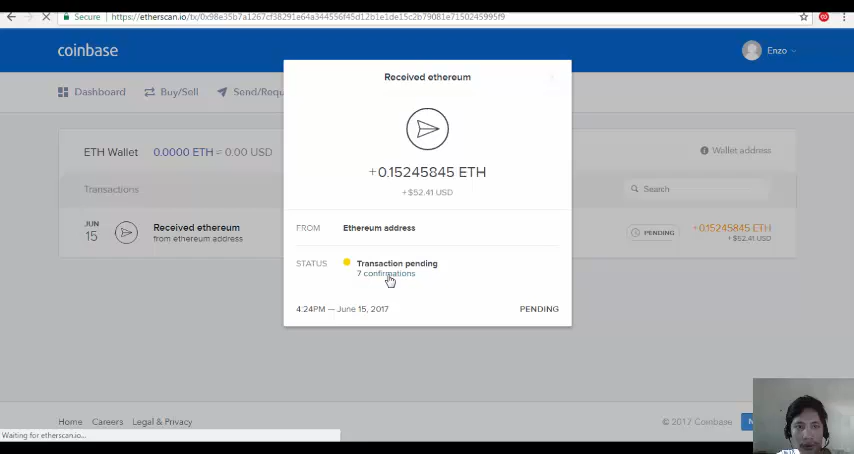 Secure https://etherscan.io/tx/0x98e35b7a1267cf38291e64a344556f45d12b1e1de15c2b79081e7150245995f9
coinbase
Enzo
Dashboard
Buy/Sell
Send/Requ
Received ethereum
+0.15245845 ETH
+$52.41 USD
FROM
Ethereum address
STATUS
Transaction pending
7 confirmations
4:24PM — June 15, 2017
PENDING
ETH Wallet
0.0000 ETH = 0.00 USD
Wallet address
Transactions
Search
JUN
15
Received ethereum
from ethereum address
PENDING
+0.15245845 ETH
+$52.41 USD
Home
Careers
Legal & Privacy
© 2017 Coinbase
Waiting for etherscan.io...